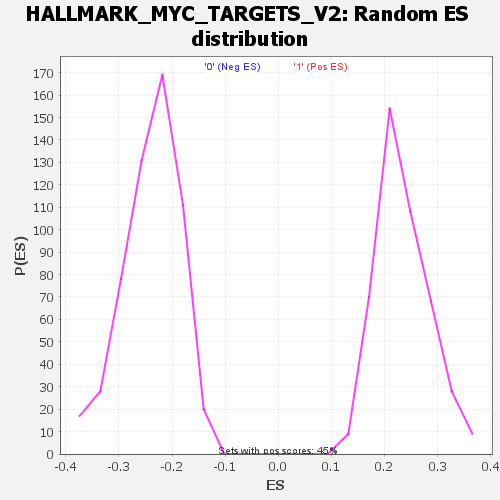 HALLMARK_MYC_TARGETS_V2: Random ES
distribution
'0' (Neg ES) '1' (Pos ES)
170
160
150
140
130
120
110
100
90
80
70
60
50
40
30
20
10
0
P(ES)
Sets with pos scores: 45%
-0.4 -0.3 -0.2 -0.1 0.0 0.1 0.2 0.3 0.4
ES